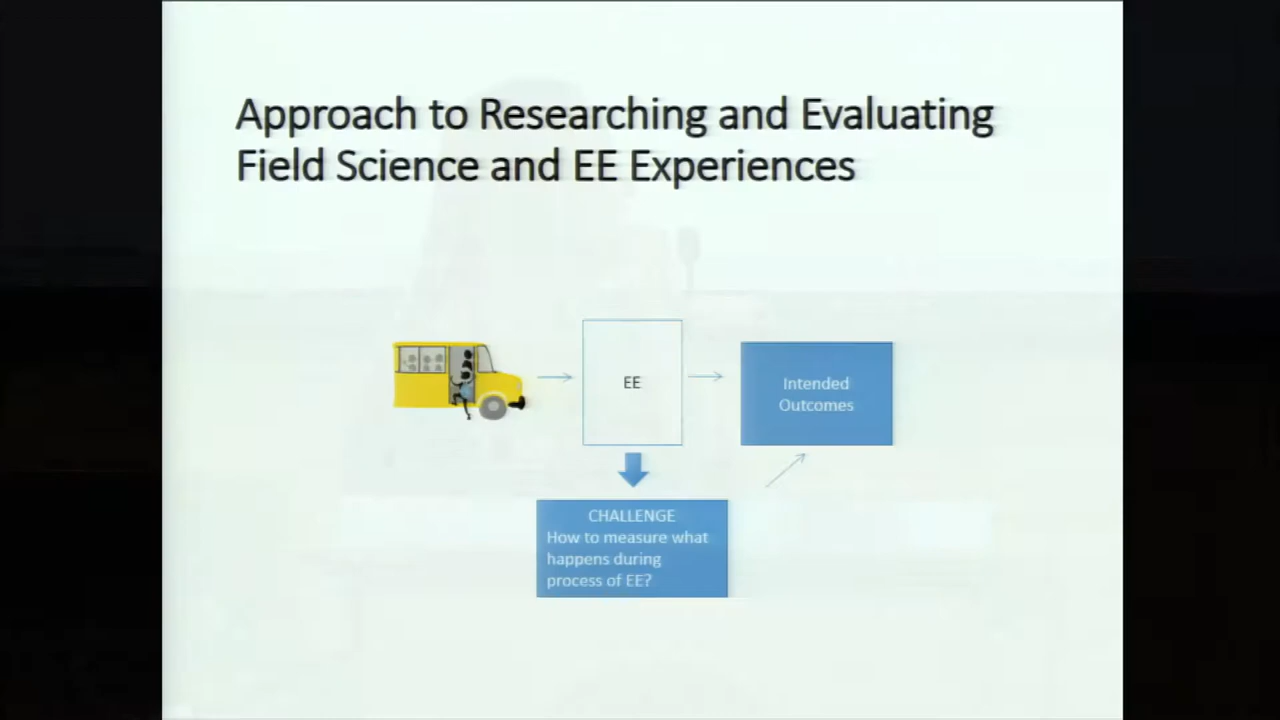 Approach to Researching and Evaluating
Field Science and EE Experiences
EE
Intended
Outcomes
CHALLENGE
How to measure what
happens during
process of EE?